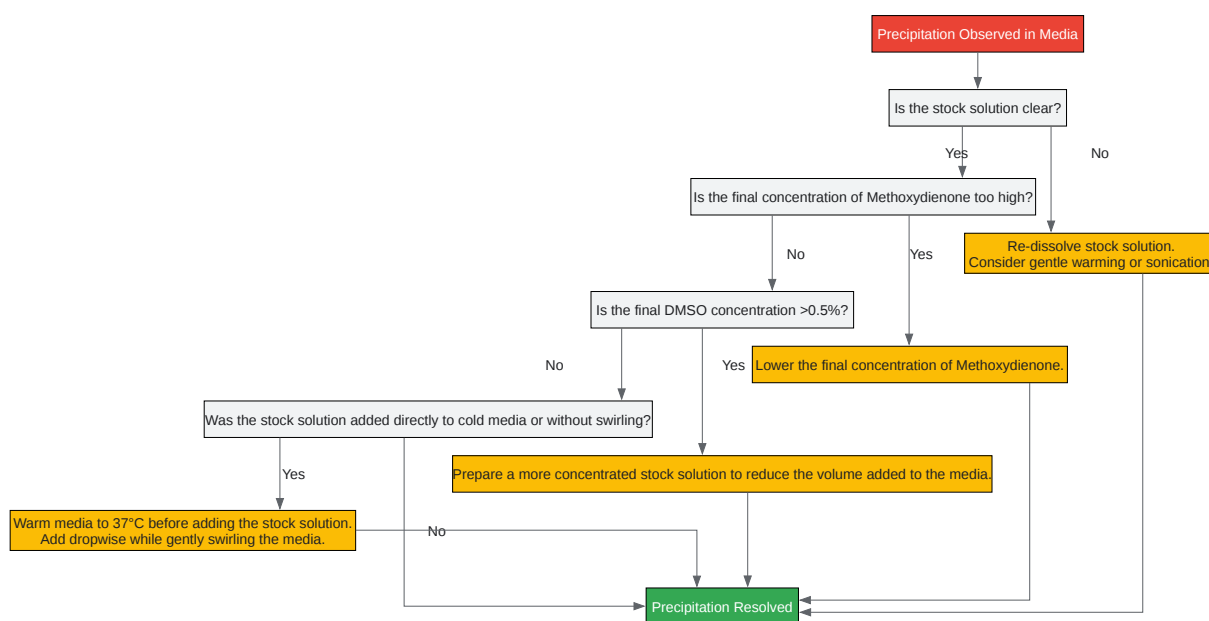 Precipitation Observed in Media
Is the stock solution clear?
Yes
No
Is the final concentration of Methoxydienone too high?
Re-dissolve stock solution.
Consider gentle warming or sonication
No
Yes
Is the final DMSO concentration >0.5%?
No
Yes
Lower the final concentration of Methoxydienone.
Was the stock solution added directly to cold media or without swirling?
Yes
Prepare a more concentrated stock solution to reduce the volume added to the media.
Warm media to 37°C before adding the stock solution.
Add dropwise while gently swirling the media.
No
Precipitation Resolved